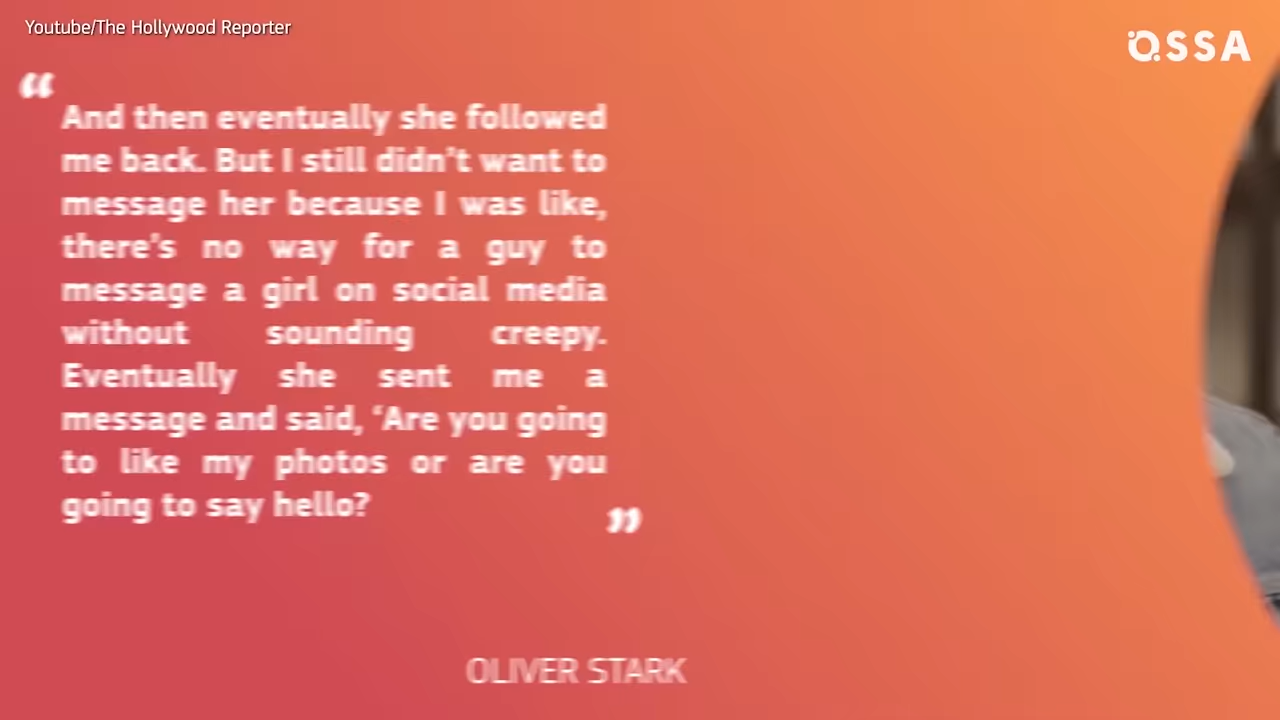 Youtube/The Hollywood Reporter
OSSA
“
And then eventually she followed
me back. But I still didn't want to
message her because I was like,
there's no way for a guy to
message a girl on social media
without sounding creepy.
Eventually she sent me a
message and said, ‘Are you going
to like my photos or are you
going to say hello?
”
OLIVER STARK